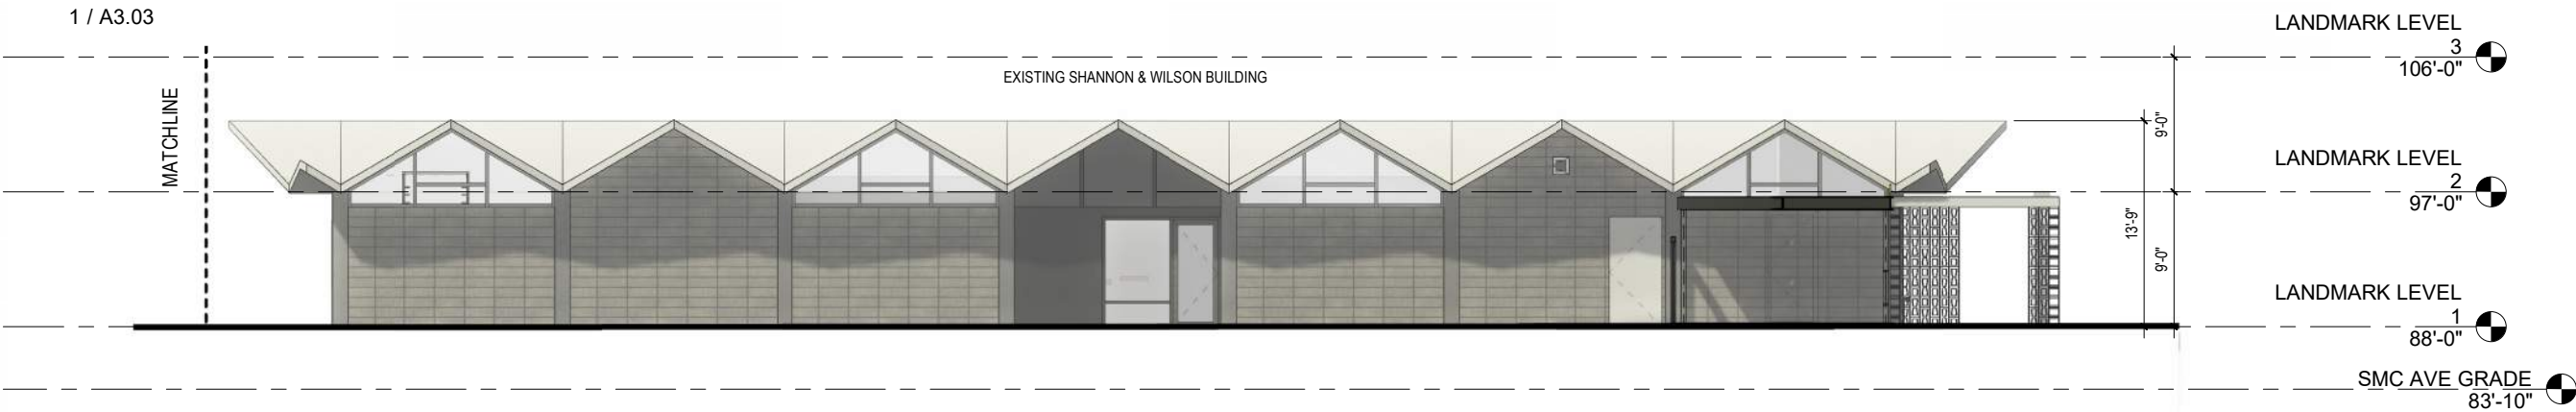 1 / A3.03
MATCHLINE
EXISTING SHANNON & WILSON BUILDING
LANDMARK LEVEL
3
106'-0"
9'-0"
LANDMARK LEVEL
2
97'-0"
13'-9"
9'-0"
LANDMARK LEVEL
1
88'-0"
SMC AVE GRADE
83'-10"